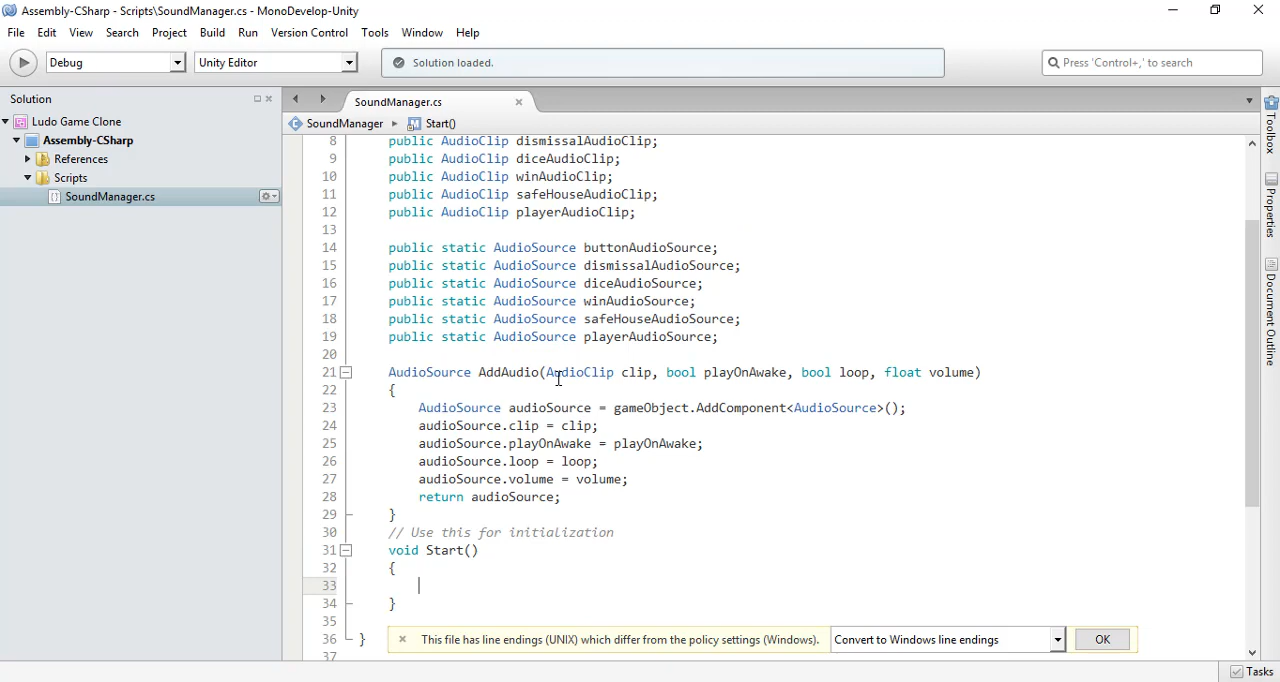 Assembly-CSharp - Scripts\SoundManager.cs - MonoDevelop-Unity
File Edit View Search Project Build Run Version Control Tools Window Help
Debug Unity Editor Solution loaded. Press 'Control+,' to search
Solution
Ludo Game Clone
Assembly-CSharp
References
Scripts
SoundManager.cs
SoundManager.cs
SoundManager Start()
8 public AudioClip dismissalAudioClip;
9 public AudioClip diceAudioClip;
10 public AudioClip winAudioClip;
11 public AudioClip safeHouseAudioClip;
12 public AudioClip playerAudioClip;
13
14 public static AudioSource buttonAudioSource;
15 public static AudioSource dismissalAudioSource;
16 public static AudioSource diceAudioSource;
17 public static AudioSource winAudioSource;
18 public static AudioSource safeHouseAudioSource;
19 public static AudioSource playerAudioSource;
20
21 AudioSource AddAudio(AudioClip clip, bool playOnAwake, bool loop, float volume)
22 {
23 AudioSource audioSource = gameObject.AddComponent<AudioSource>();
24 audioSource.clip = clip;
25 audioSource.playOnAwake = playOnAwake;
26 audioSource.loop = loop;
27 audioSource.volume = volume;
28 return audioSource;
29 }
30 // Use this for initialization
31 void Start()
32 {
33
34 }
35
36 }
37
This file has line endings (UNIX) which differ from the policy settings (Windows). Convert to Windows line endings OK
Toolbox
Properties
Document Outline
Tasks